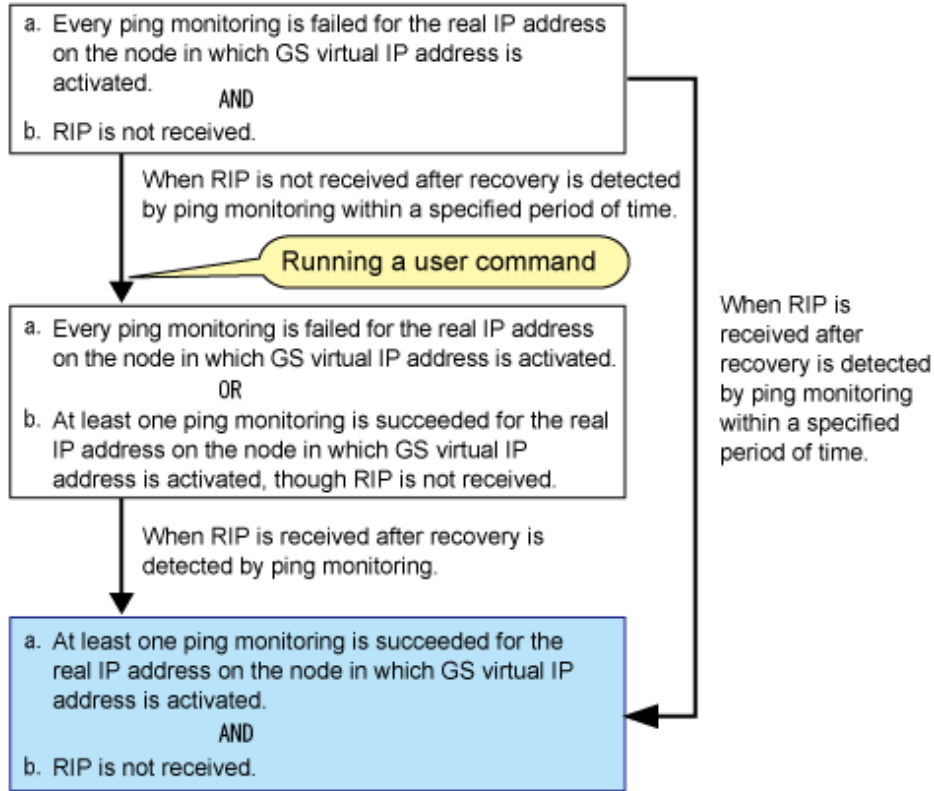 a. Every ping monitoring is failed for the real IP address
on the node in which GS virtual IP address is
activated.
AND
b. RIP is not received.
When RIP is not received after recovery is detected
by ping monitoring within a specified period of time.
Running a user command
a. Every ping monitoring is failed for the real IP address
on the node in which GS virtual IP address is activated.
OR
b. At least one ping monitoring is succeeded for the real
IP address on the node in which GS virtual IP
address is activated, though RIP is not received.
When RIP is
received after
recovery is detected
by ping monitoring
within a specified
period of time.
When RIP is received after recovery is
detected by ping monitoring.
a. At least one ping monitoring is succeeded for the
real IP address on the node in which GS virtual IP
address is activated.
AND
b. RIP is not received.